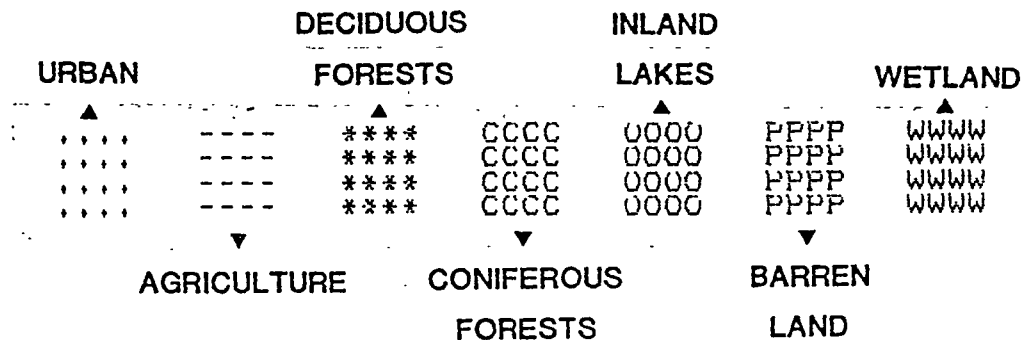 DECIDUOUS INLAND
URBAN FORESTS LAKES WETLAND
. . . . ---- **** CCCC OOOO PPPP WWWW
. . . . ---- **** CCCC OOOO PPPP WWWW
. . . . ---- **** CCCC OOOO PPPP WWWW
. . . . ---- **** CCCC OOOO PPPP WWWW
AGRICULTURE CONIFEROUS BARREN
FORESTS LAND